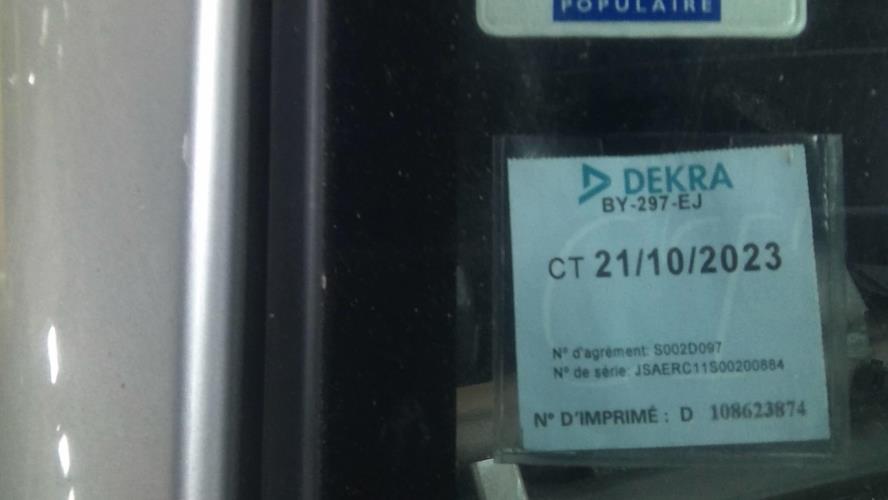 POPULAIRE
DEKRA
BY-297-EJ
CT 21/10/2023
N° d'agrément: S002D097
N° de série: JSAERC11S00200884
N° D'IMPRIMÉ : D 108623874